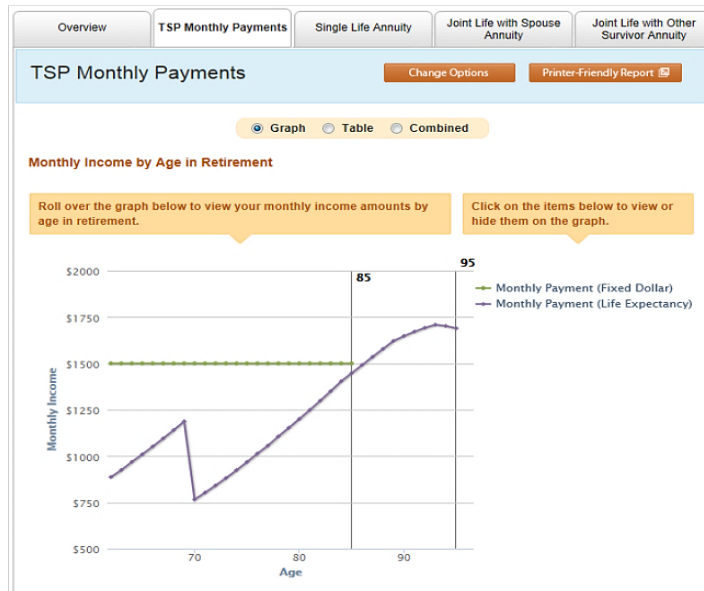 Overview
TSP Monthly Payments
Single Life Annuity
Joint Life with Spouse
Annuity
Joint Life with Other
Survivor Annuity
TSP Monthly Payments
Change Options
Printer-Friendly Report
Graph
Table
Combined
Monthly Income by Age in Retirement
Roll over the graph below to view your monthly income amounts by
age in retirement.
Click on the items below to view or
hide them on the graph.
95
85
$2000
$1750
$1500
$1250
$1000
$750
$500
Monthly Income
Monthly Payment (Fixed Dollar)
Monthly Payment (Life Expectancy)
70
80
90
Age